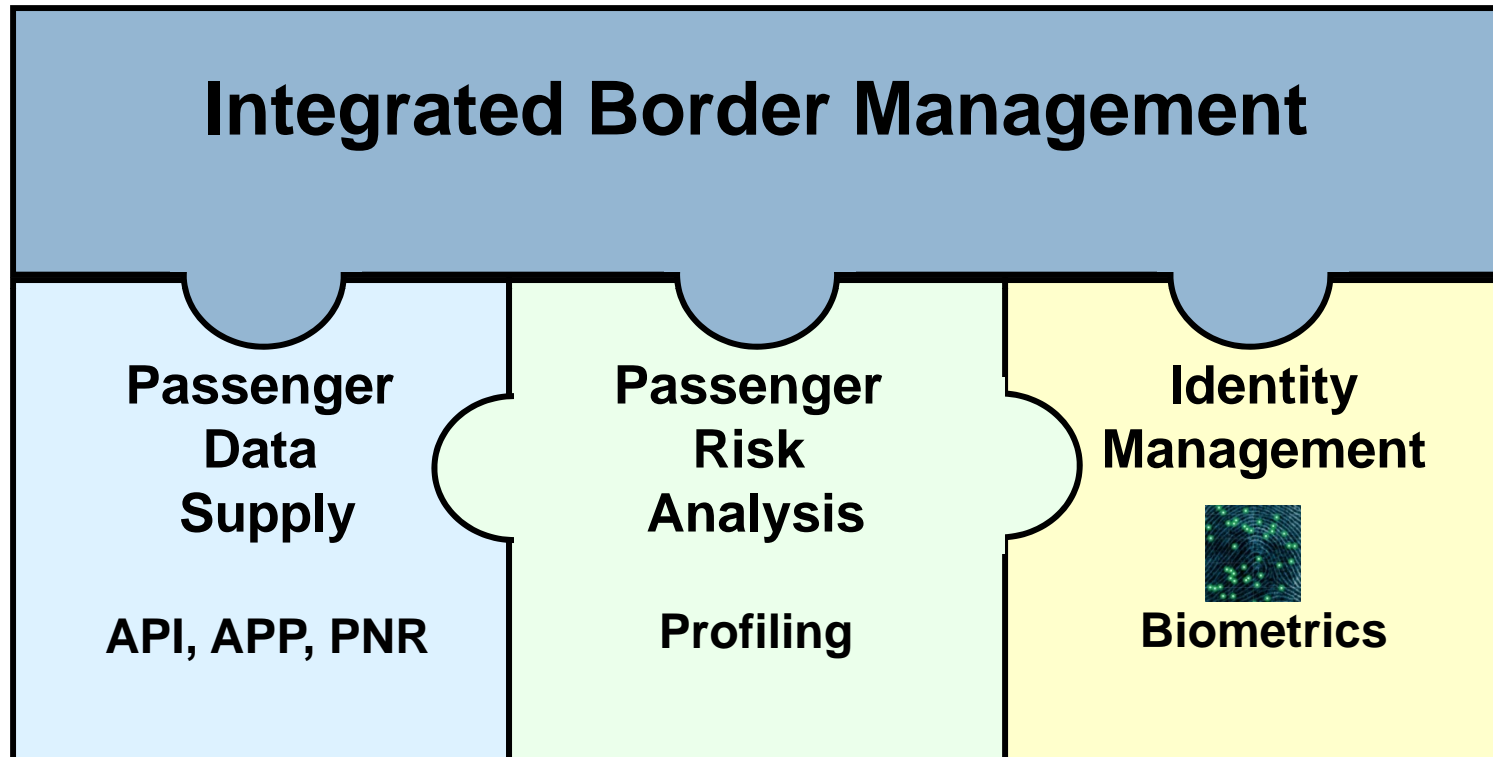 Integrated Border Management
Passenger
Data
Supply
API, APP, PNR
Passenger
Risk
Analysis
Profiling
Identity
Management
Biometrics